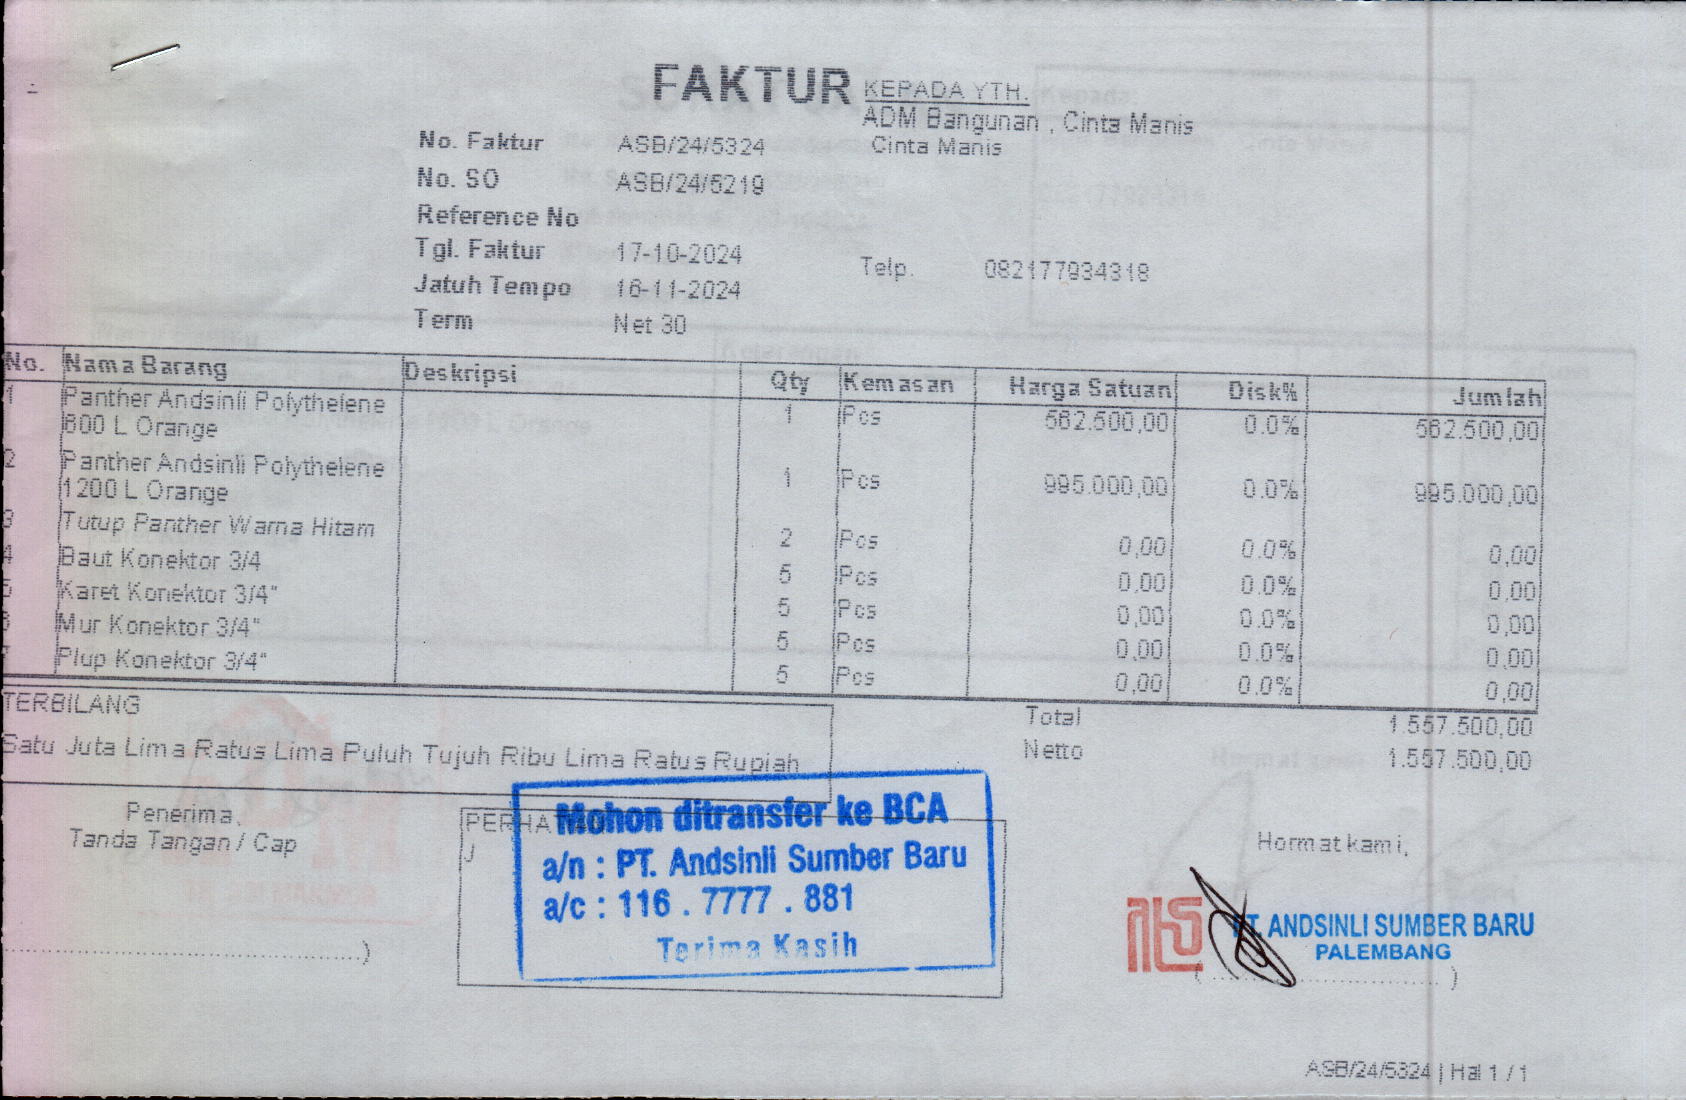 FAKTUR
KEPADA YTH.
ADM Bangunan , Cinta Manis
Cinta Manis
No. Faktur ASB/24/5324
No. SO ASB/24/5219
Reference No
Tgl. Faktur 17-10-2024
Telp. 082177934318
Jatuh Tempo 16-11-2024
Term Net 30
No. Nama Barang Deskripsi Qty Kemasan Harga Satuan Disk% Jumlah
1 Panther Andsinli Polythelene 1 Pcs 562.500,00 0.0% 562.500,00
600 L Orange
2 Panther Andsinli Polythelene 1 Pcs 995.000,00 0.0% 995.000,00
1200 L Orange
3 Tutup Panther Warna Hitam 2 Pcs 0,00 0.0% 0,00
4 Baut Konektor 3/4 5 Pcs 0,00 0.0% 0,00
5 Karet Konektor 3/4" 5 Pcs 0,00 0.0% 0,00
6 Mur Konektor 3/4" 5 Pcs 0,00 0.0% 0,00
7 Plup Konektor 3/4" 5 Pcs 0,00 0.0% 0,00
TERBILANG
Satu Juta Lima Ratus Lima Puluh Tujuh Ribu Lima Ratus Rupiah
Total 1.557.500,00
Netto 1.557.500,00
Penerima,
Tanda Tangan / Cap
Mohon ditransfer ke BCA
a/n : PT. Andsinli Sumber Baru
a/c : 116 . 7777 . 881
Terima Kasih
Hormat kami,
PT. ANDSINLI SUMBER BARU
PALEMBANG
ASB/24/5324 | Hal 1 / 1